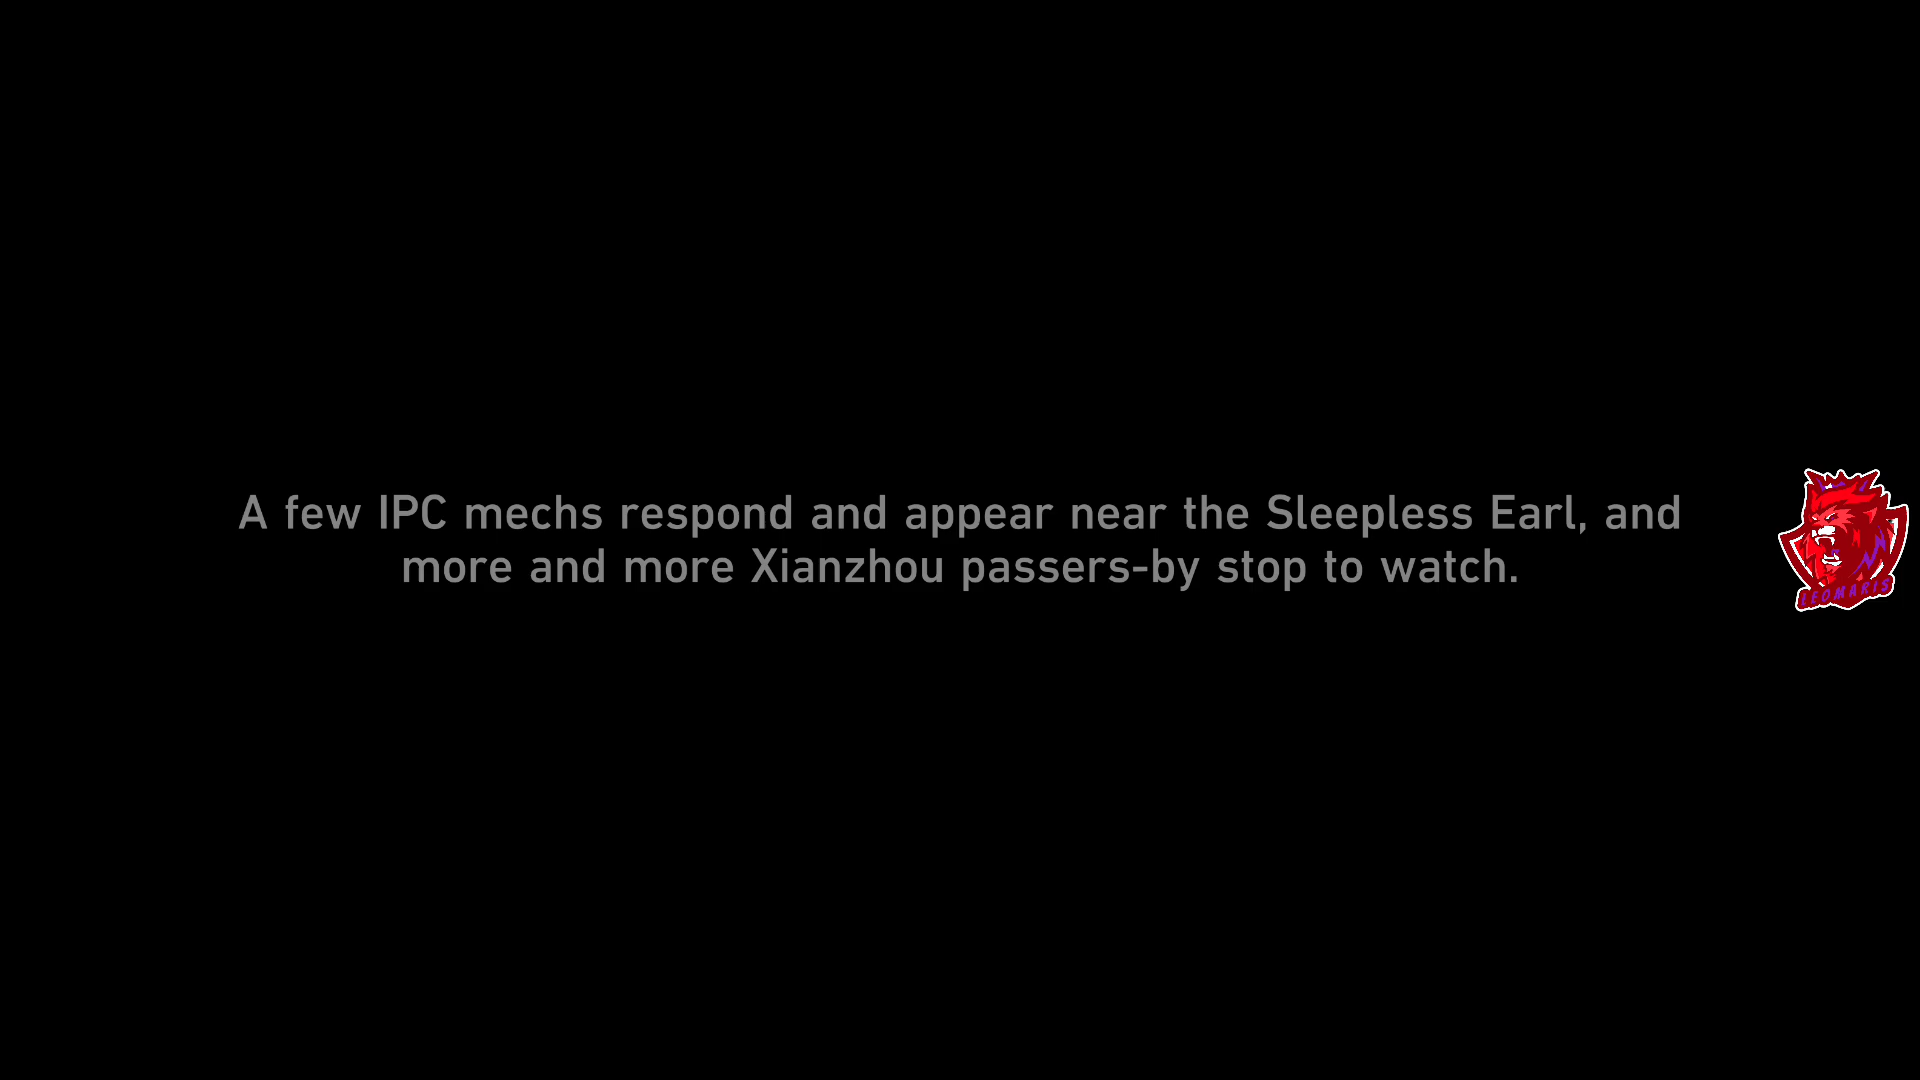 A few IPC mechs respond and appear near the Sleepless Earl, and
more and more Xianzhou passers-by stop to watch.
LEOMARIS